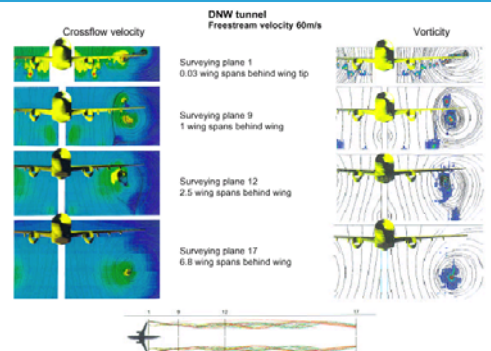 DNW tunnel
Freestream velocity 60m/s
Crossflow velocity
Vorticity
Surveying plane 1
0.03 wing spans behind wing tip
Surveying plane 9
1 wing spans behind wing
Surveying plane 12
2.5 wing spans behind wing
Surveying plane 17
6.8 wing spans behind wing
1 9 12 17